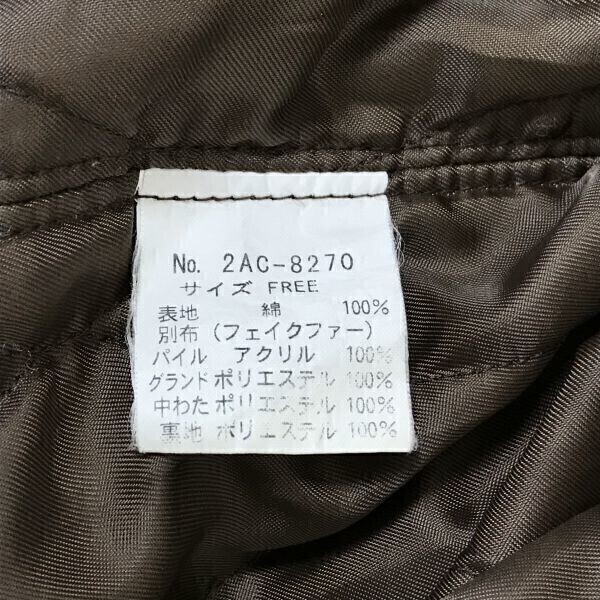 No. 2AC-8270
サイズ FREE
表地 綿 100%
別布(フェイクファー)
パイル アクリル 100%
グランド ポリエステル 100%
中わた ポリエステル 100%
裏地 ポリエステル 100%